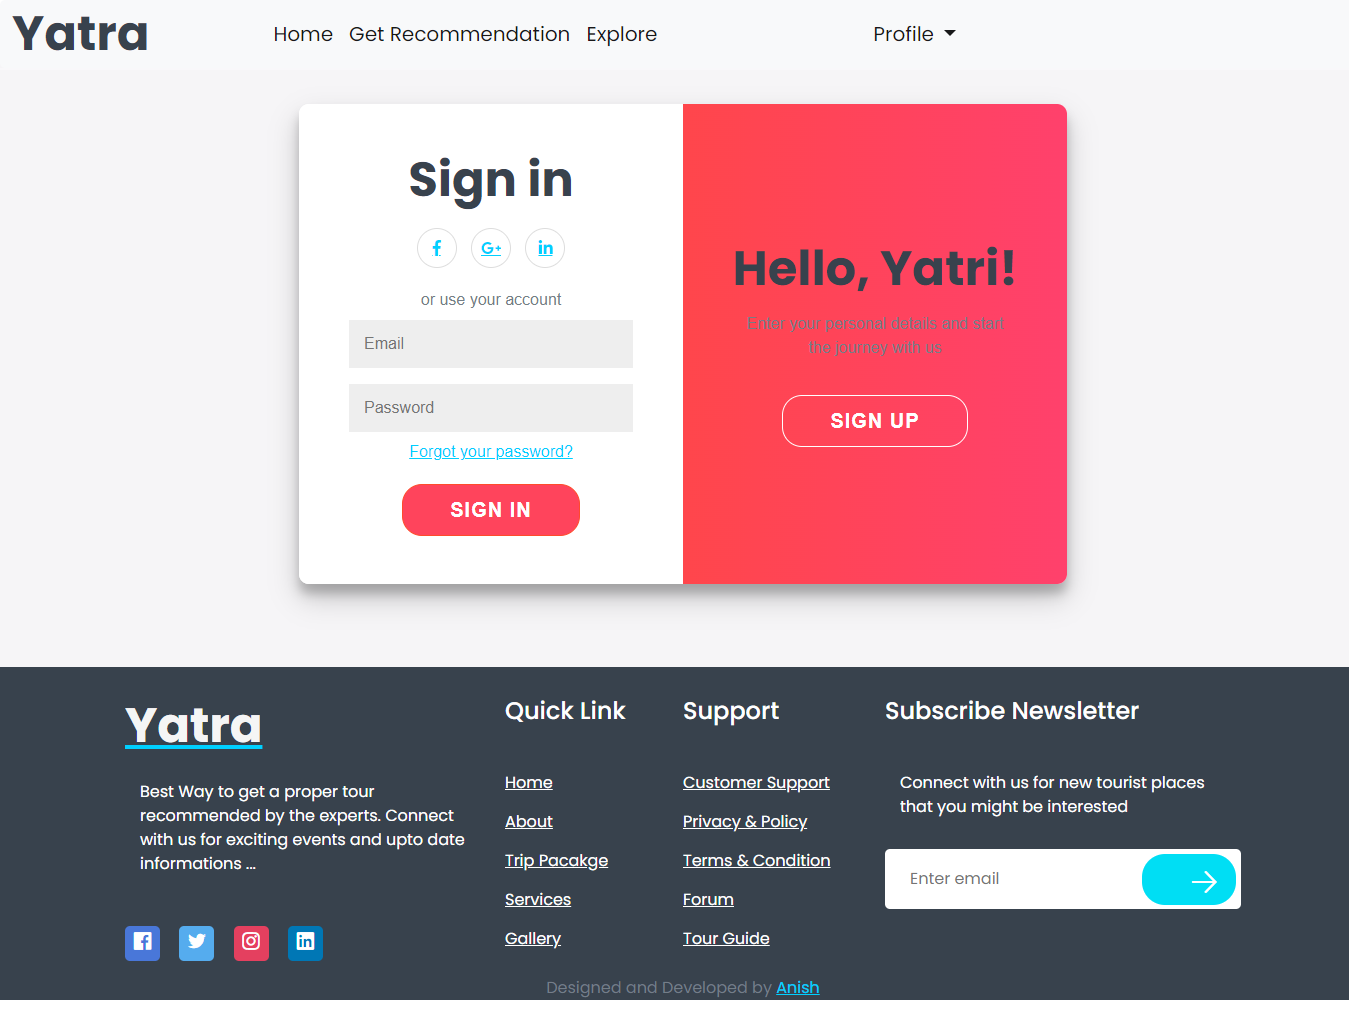 Yatra
Home Get Recommendation Explore
Profile
Sign in
or use your account
Email
Password
Forgot your password?
SIGN IN
Hello, Yatri!
Enter your personal details and start
the journey with us
SIGN UP
Yatra
Best Way to get a proper tour
recommended by the experts. Connect
with us for exciting events and upto date
informations ...
Quick Link
Home
About
Trip Pacakge
Services
Gallery
Support
Customer Support
Privacy & Policy
Terms & Condition
Forum
Tour Guide
Subscribe Newsletter
Connect with us for new tourist places
that you might be interested
Enter email
Designed and Developed by Anish